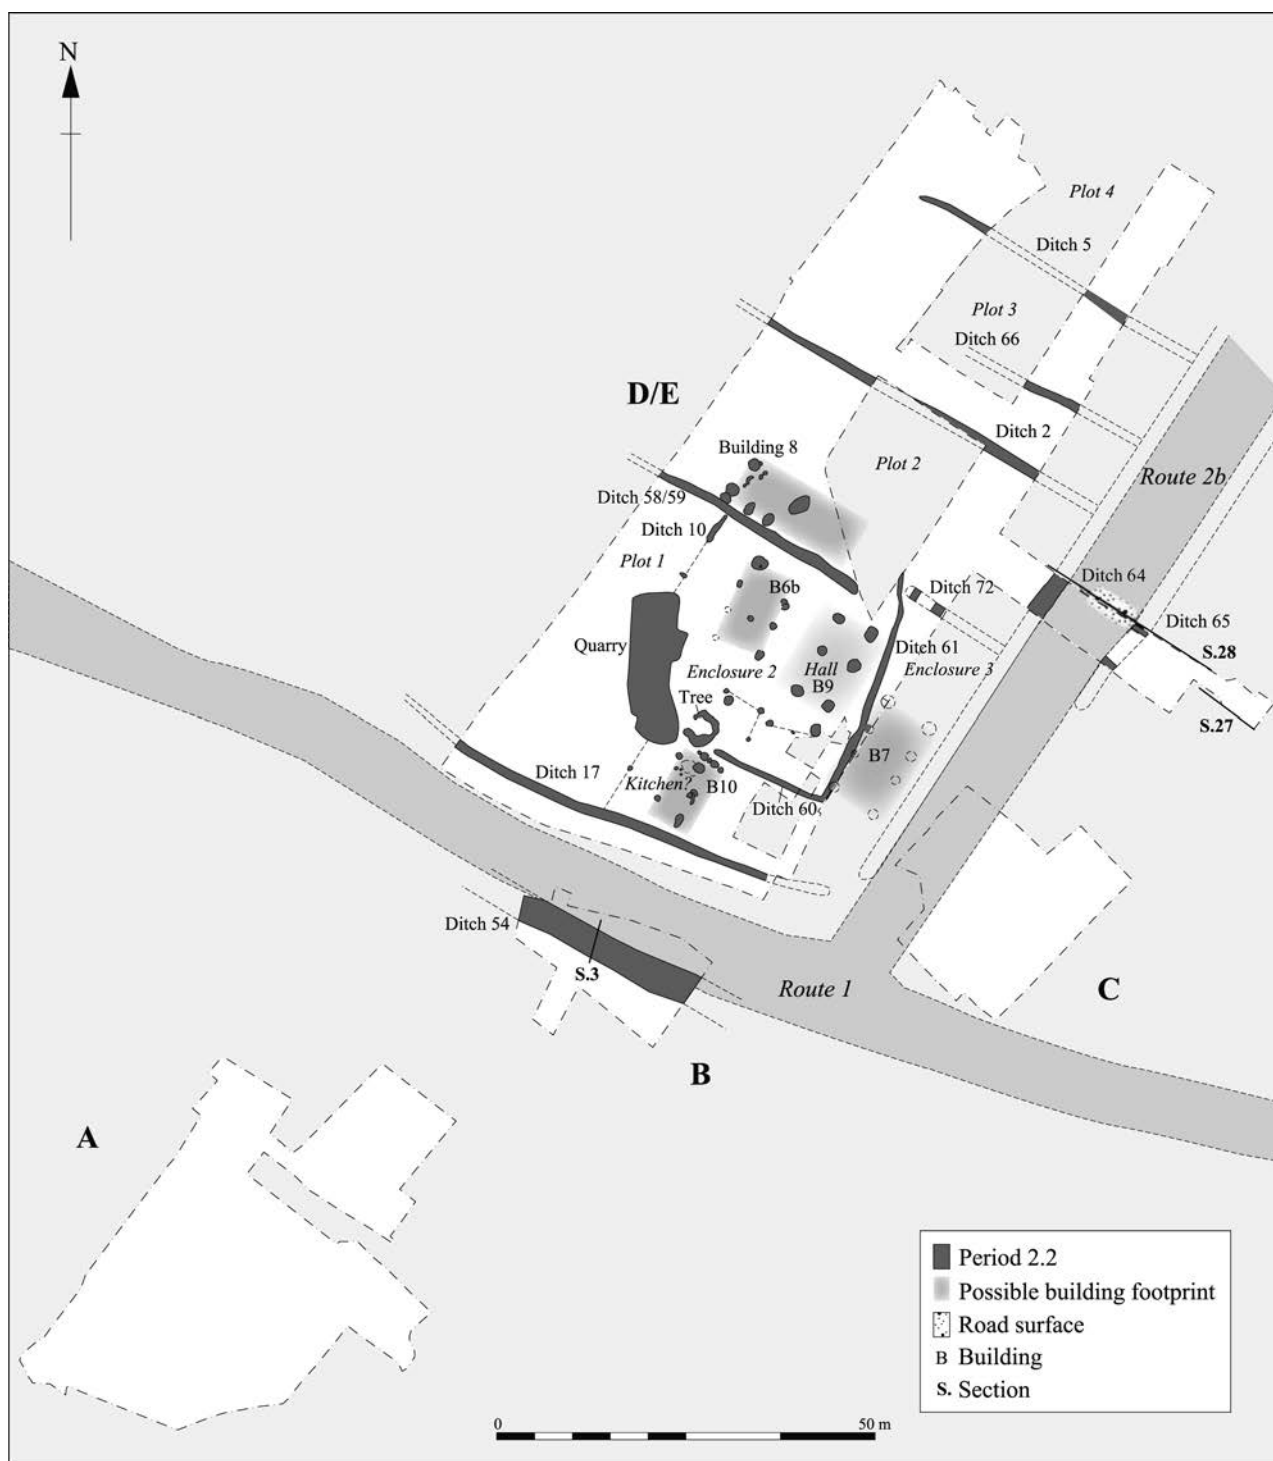 N
Plot 4
Ditch 5
Plot 3
Ditch 66
D/E
Ditch 2
Building 8
Plot 2
Route 2b
Ditch 58/59
Ditch 10
Plot 1
B6b
Ditch 72
Ditch 64
Ditch 65
Quarry
Ditch 61
S.28
Enclosure 2
Hall
Enclosure 3
B9
Tree
S.27
B7
Ditch 17
Kitchen?
B10
Ditch 60
Ditch 54
S.3
Route 1
C
B
A
Period 2.2
Possible building footprint
Road surface
B Building
S. Section
0 50 m